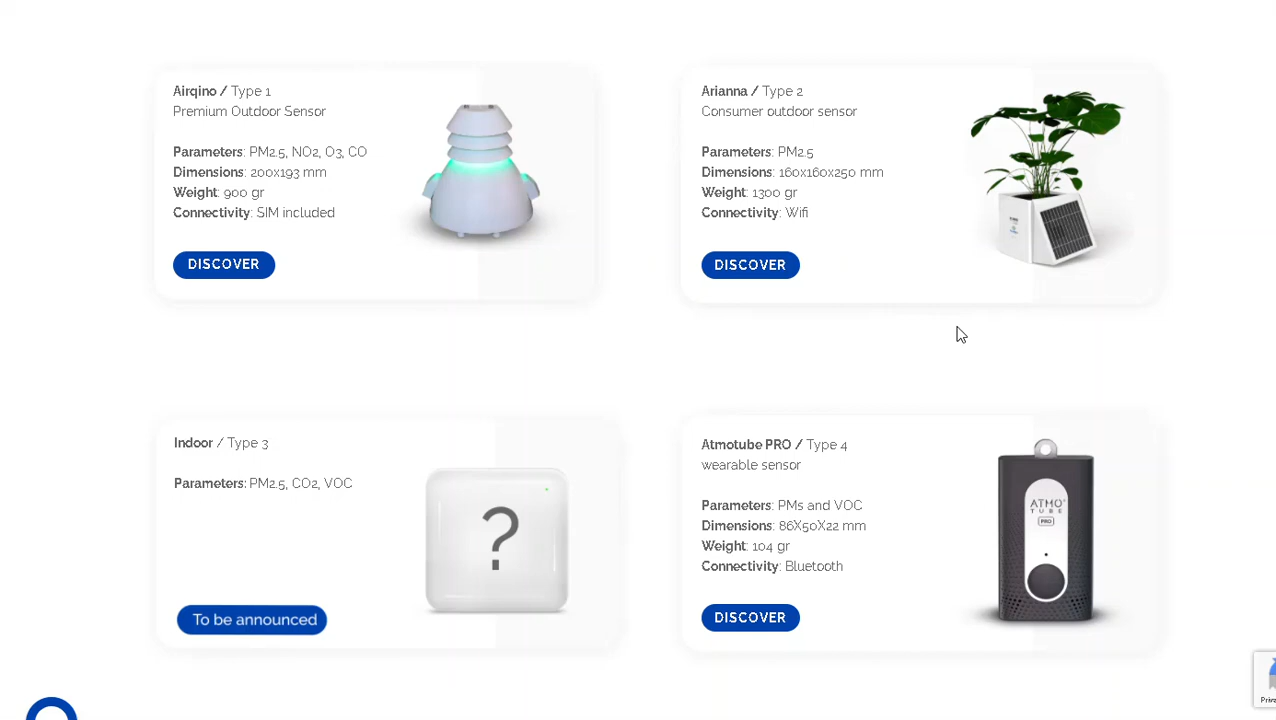 Airqino / Type 1
Premium Outdoor Sensor
Parameters: PM2.5, NO2, O3, CO
Dimensions: 200x193 mm
Weight: 900 gr
Connectivity: SIM included
DISCOVER
Arianna / Type 2
Consumer outdoor sensor
Parameters: PM2.5
Dimensions: 160x160x250 mm
Weight: 1300 gr
Connectivity: Wifi
DISCOVER
Indoor / Type 3
Parameters: PM2.5, CO2, VOC
?
To be announced
Atmotube PRO / Type 4
wearable sensor
Parameters: PMs and VOC
Dimensions: 86X50X22 mm
Weight: 104 gr
Connectivity: Bluetooth
DISCOVER
ATMO
TUBE
PRO